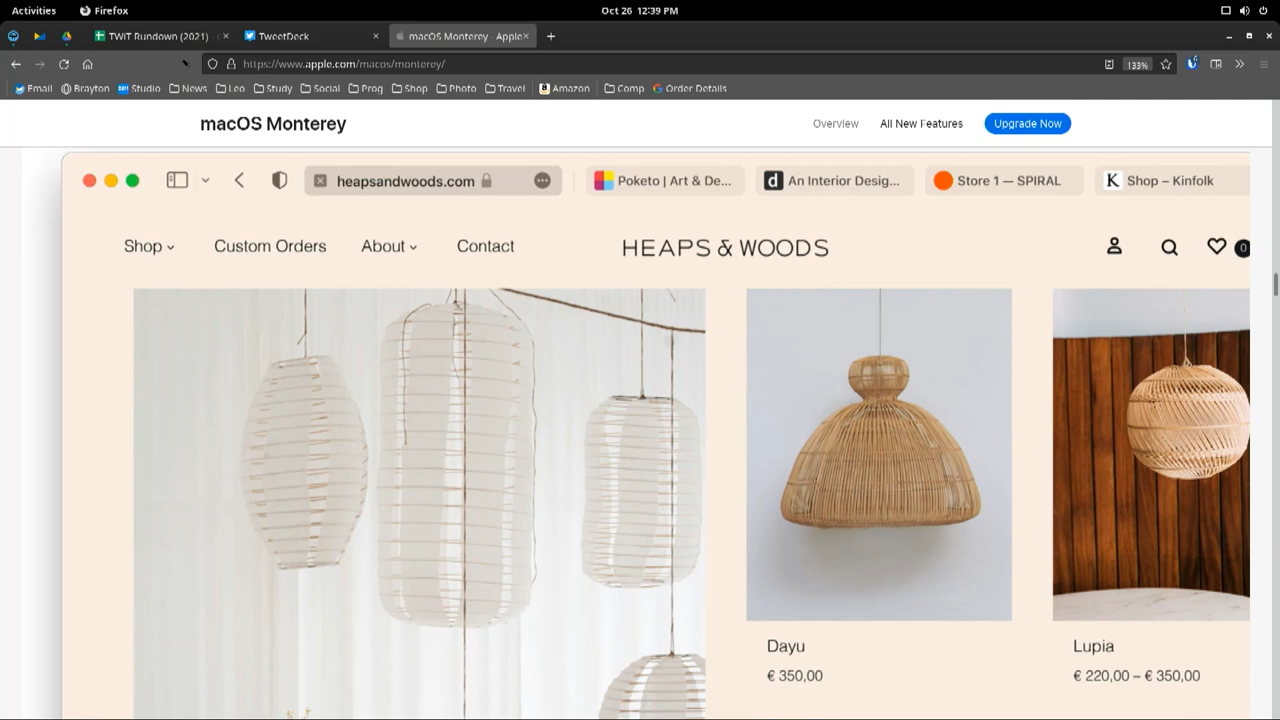 Activities Firefox Oct 26 12:39 PM
TWiT Rundown (2021) - TweetDeck macOS Monterey - Apple
https://www.apple.com/macos/monterey/ 133%
Email Brayton Studio News Leo Study Social Prog Shop Photo Travel Amazon Comp Order Details
macOS Monterey Overview All New Features Upgrade Now
heapsandwoods.com Poketo | Art & De... An Interior Desig... Store 1 — SPIRAL Shop – Kinfolk
Shop Custom Orders About Contact HEAPS & WOODS 0
Dayu Lupia
€ 350,00 € 220,00 – € 350,00